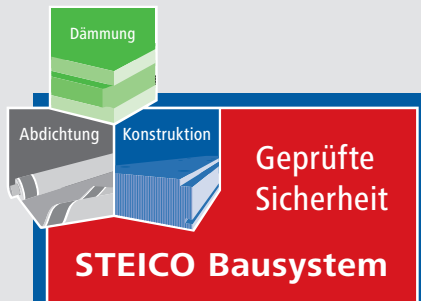 Dämmung
Abdichtung
Konstruktion
Geprüfte
Sicherheit
STEICO Bausystem